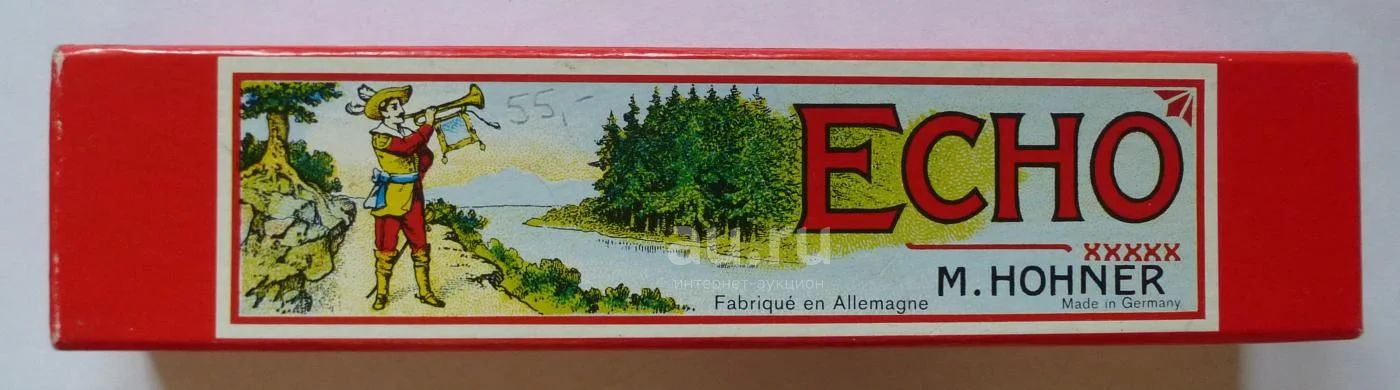 55,-
ECHO
XXXXX
M. HOHNER
Fabriqué en Allemagne
Made in Germany
au.ru
интернет-аукцион